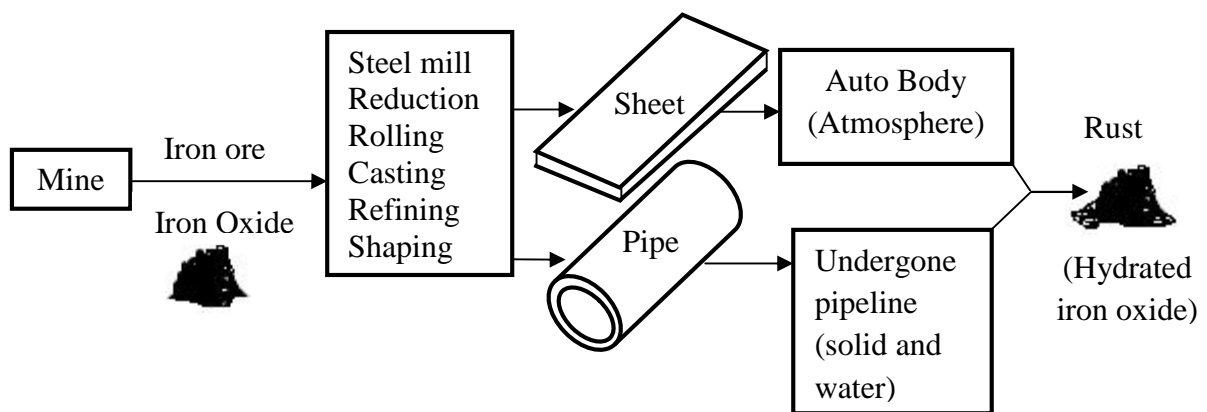 Mine
Iron ore
Iron Oxide
Steel mill
Reduction
Rolling
Casting
Refining
Shaping
Sheet
Pipe
Auto Body
(Atmosphere)
Undergone
pipeline
(solid and
water)
Rust
(Hydrated
iron oxide)